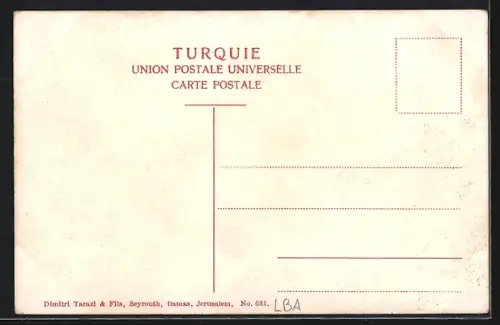 TURQUIE
UNION POSTALE UNIVERSELLE
CARTE POSTALE
Dimitri Tarazi & Fils, Beyrouth, Damas, Jerusalem. No. 631.
LBA